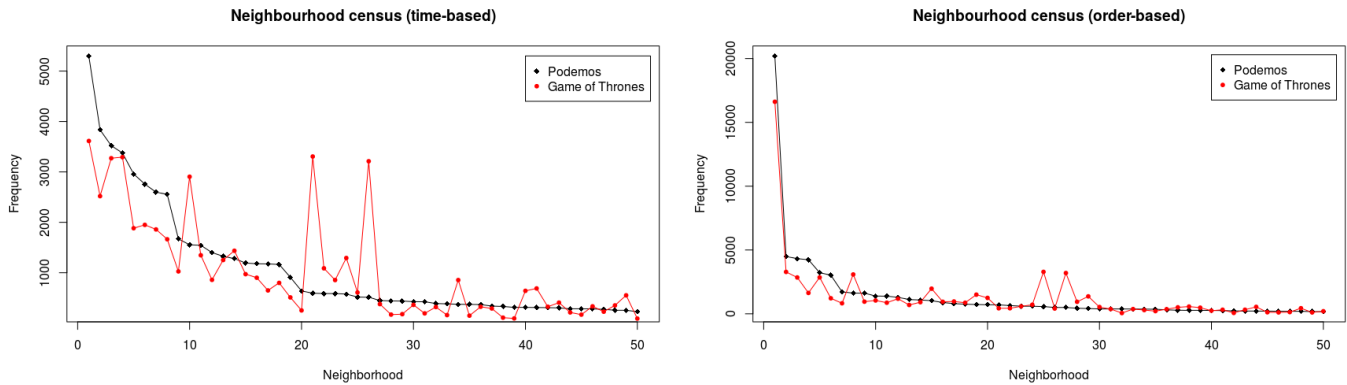 Neighbourhood census (time-based)
Frequency
5000
4000
3000
2000
1000
Podemos
Game of Thrones
0
10
20
30
40
50
Neighborhood
Neighbourhood census (order-based)
Frequency
20000
15000
10000
5000
0
Podemos
Game of Thrones
0
10
20
30
40
50
Neighborhood